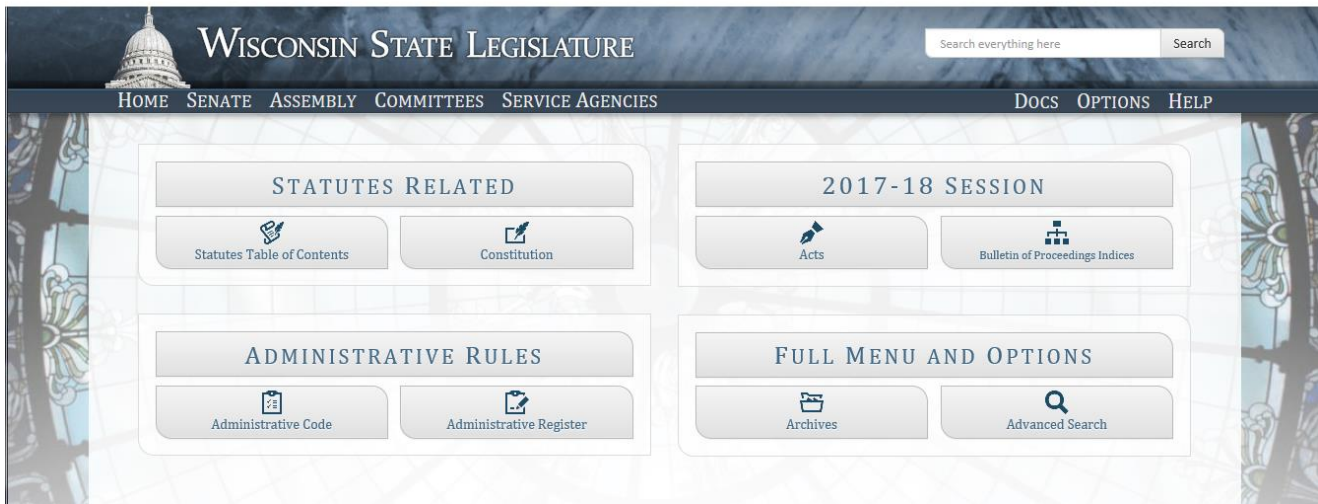 WISCONSIN STATE LEGISLATURE
Search everything here
Search
HOME SENATE ASSEMBLY COMMITTEES SERVICE AGENCIES
DOCS OPTIONS HELP
STATUTES RELATED
Statutes Table of Contents
Constitution
2017-18 SESSION
Acts
Bulletin of Proceedings Indices
ADMINISTRATIVE RULES
Administrative Code
Administrative Register
FULL MENU AND OPTIONS
Archives
Advanced Search